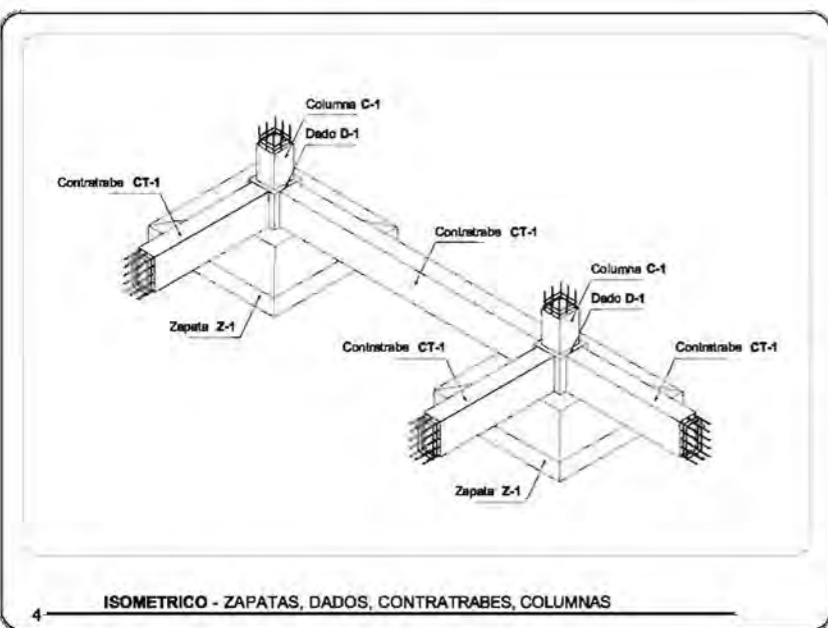 Columna C-1
Dado D-1
Contratrabe CT-1
Contratrabe CT-1
Zapata Z-1
Columna C-1
Dado D-1
Contratrabe CT-1
Contratrabe CT-1
Zapata Z-1
4 ISOMETRICO - ZAPATAS, DADOS, CONTRATRABES, COLUMNAS